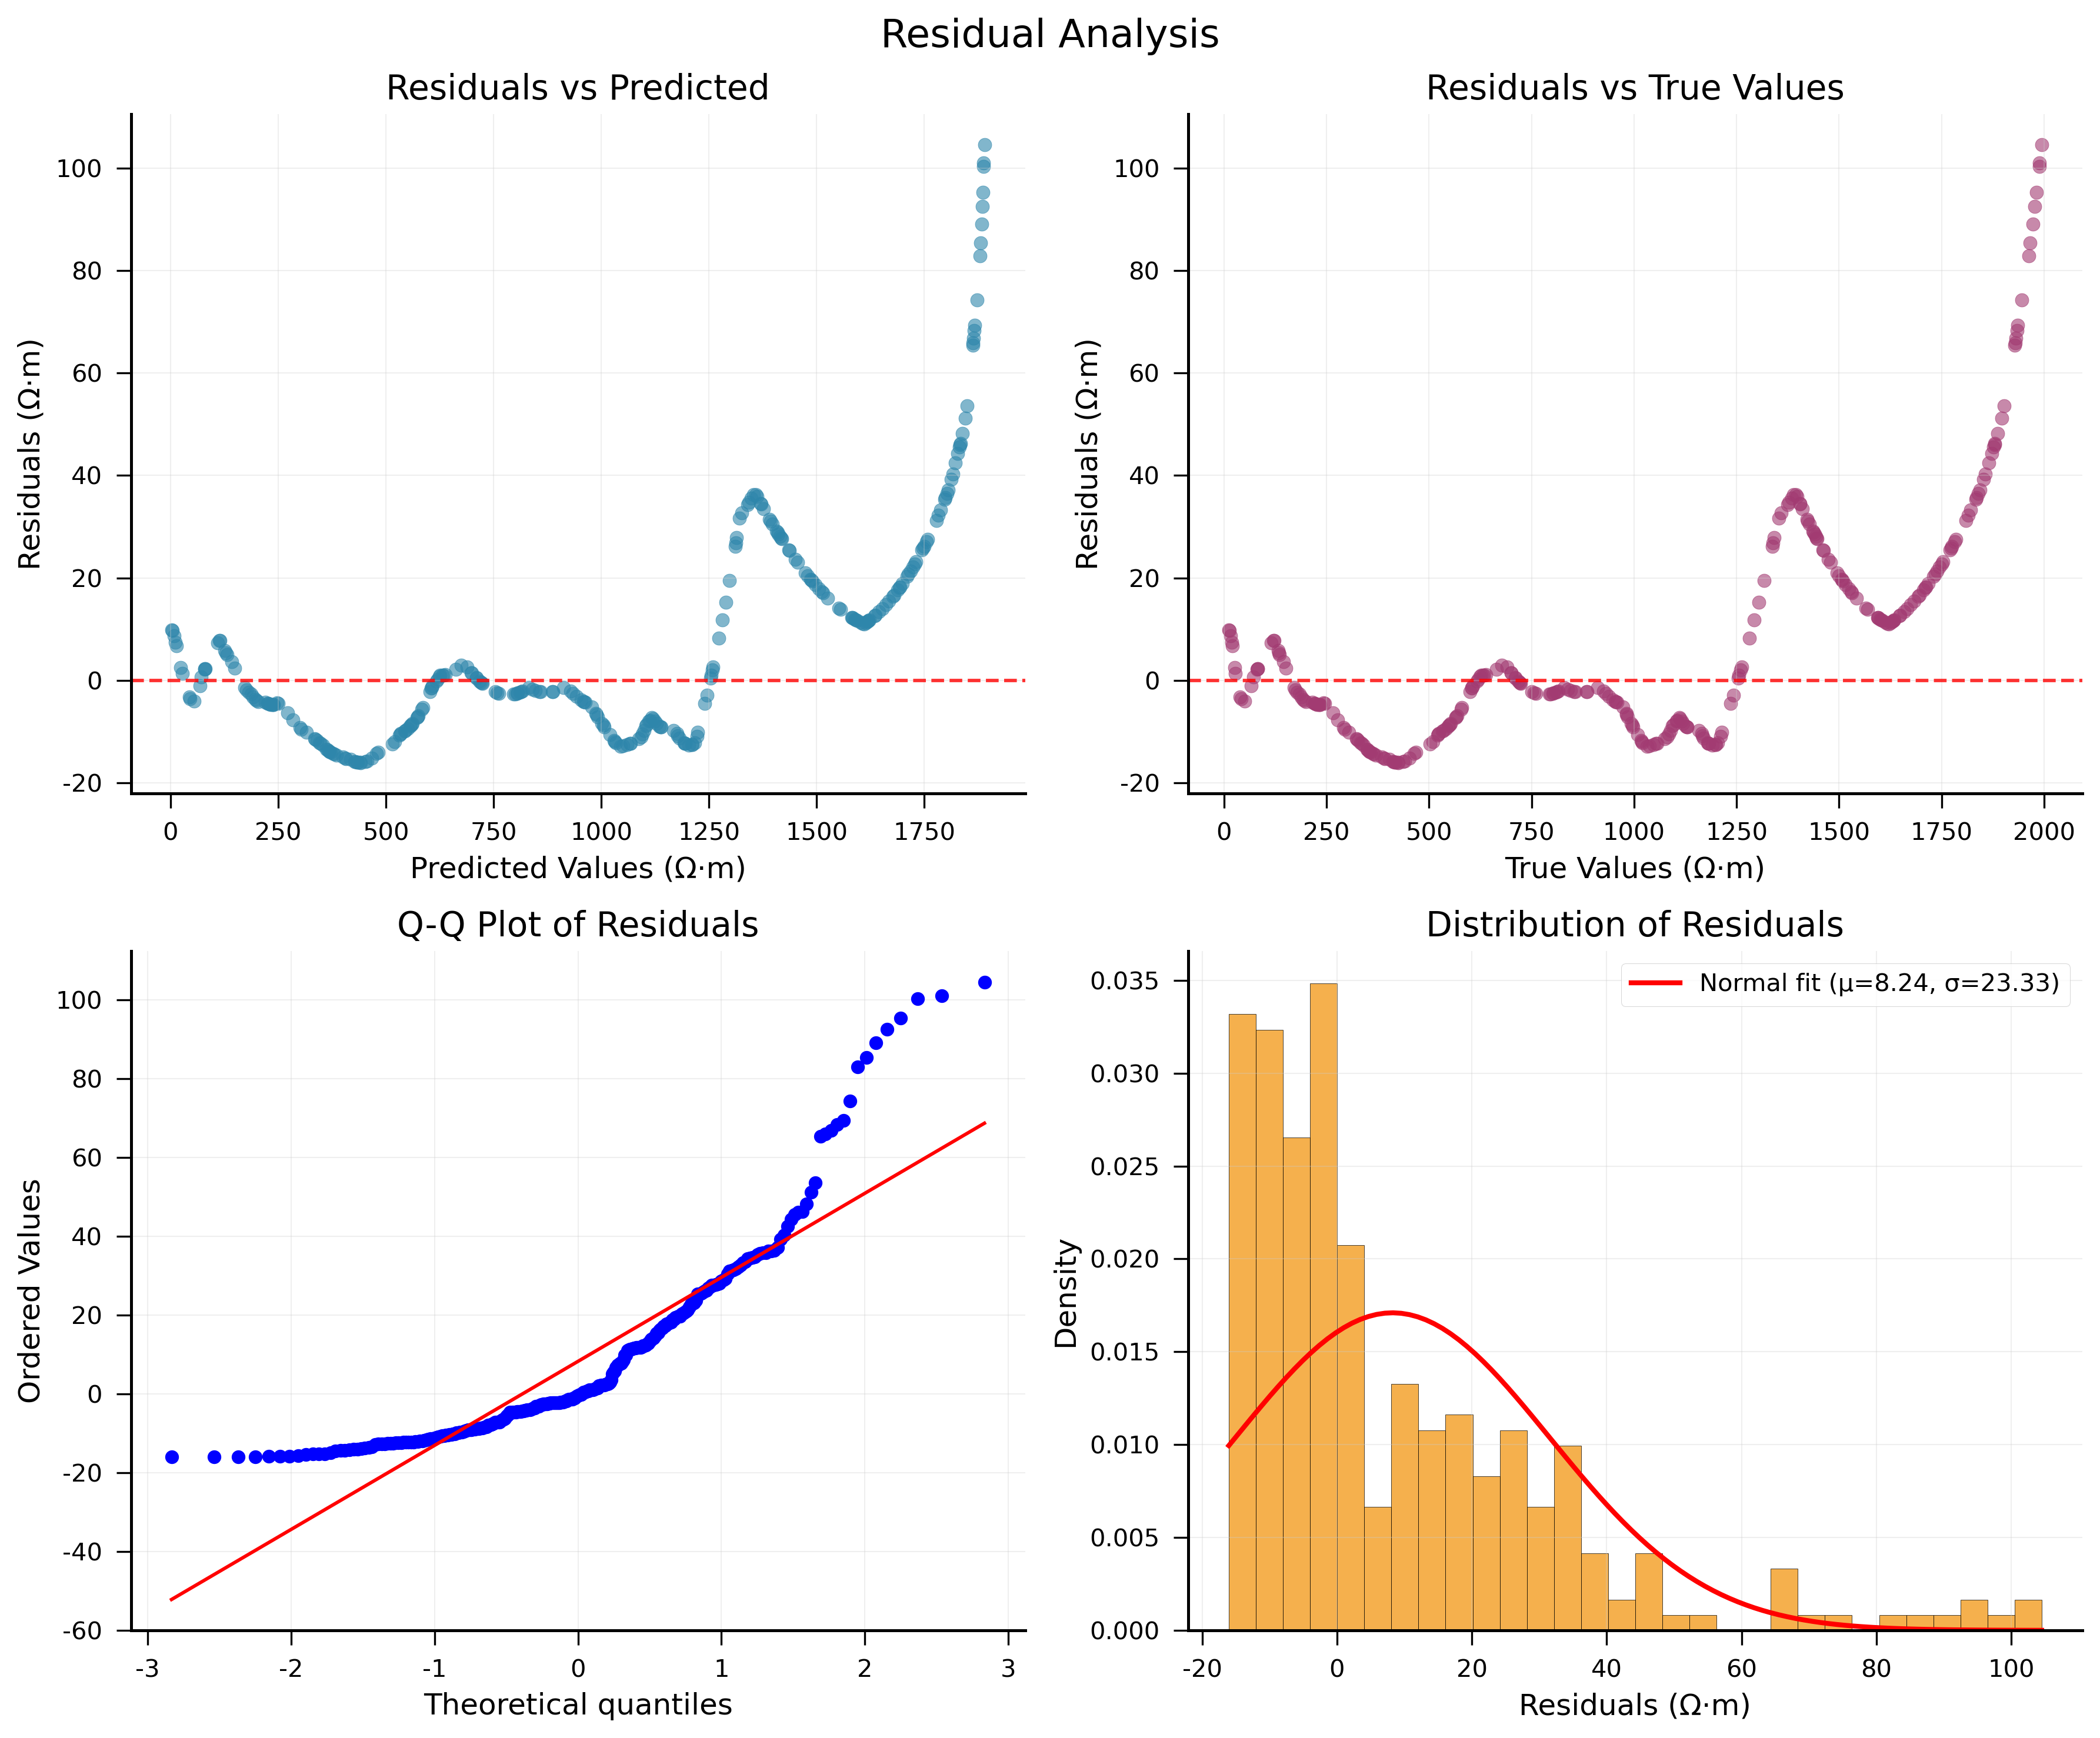 Residual Analysis
Residuals vs Predicted
Residuals (Ω·m)
100
80
60
40
20
0
-20
0 250 500 750 1000 1250 1500 1750
Predicted Values (Ω·m)
Residuals vs True Values
Residuals (Ω·m)
100
80
60
40
20
0
-20
0 250 500 750 1000 1250 1500 1750 2000
True Values (Ω·m)
Q-Q Plot of Residuals
Ordered Values
100
80
60
40
20
0
-20
-40
-60
-3 -2 -1 0 1 2 3
Theoretical quantiles
Distribution of Residuals
Normal fit (μ=8.24, σ=23.33)
Density
0.035
0.030
0.025
0.020
0.015
0.010
0.005
0.000
-20 0 20 40 60 80 100
Residuals (Ω·m)